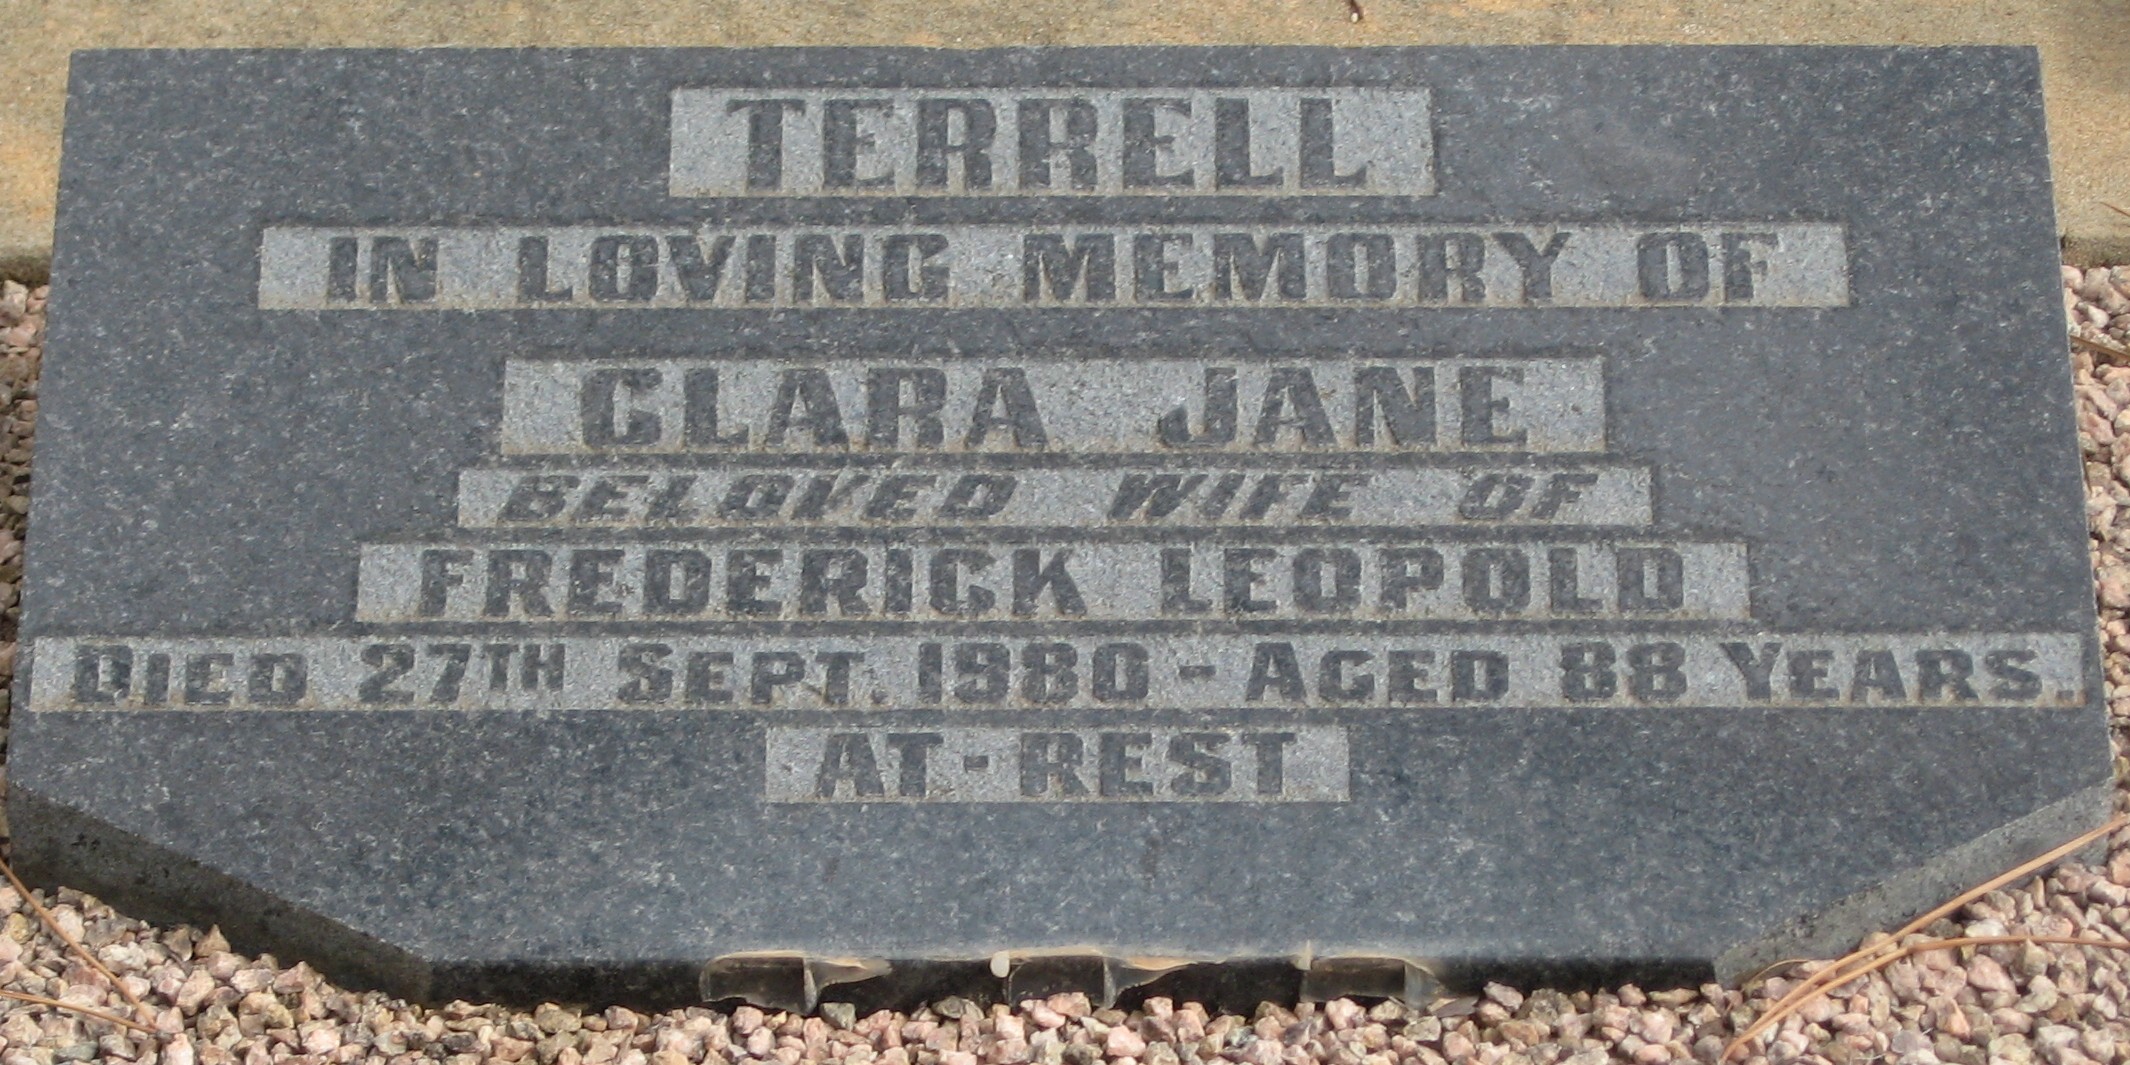 TERRELL
IN LOVING MEMORY OF
CLARA JANE
BELOVED WIFE OF
FREDERICK LEOPOLD
DIED 27TH SEPT. 1980 - AGED 88 YEARS.
AT - REST